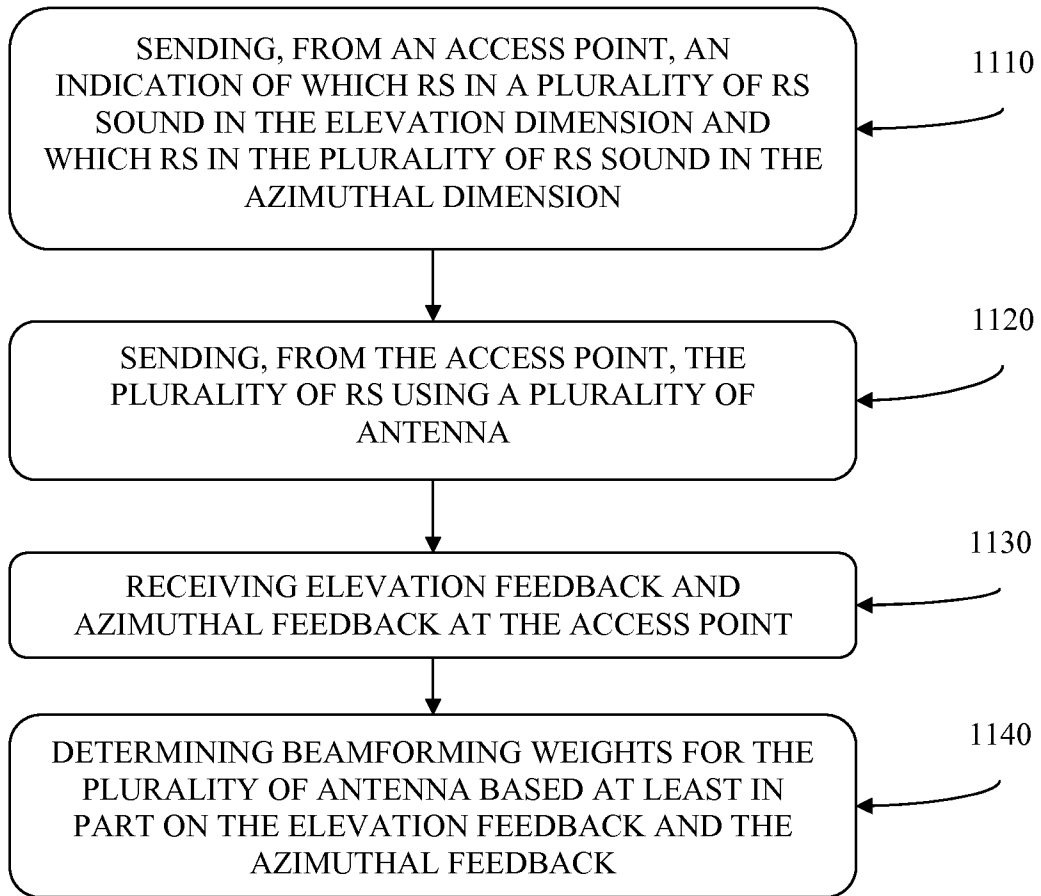 SENDING, FROM AN ACCESS POINT, AN
INDICATION OF WHICH RS IN A PLURALITY OF RS
SOUND IN THE ELEVATION DIMENSION AND
WHICH RS IN THE PLURALITY OF RS SOUND IN THE
AZIMUTHAL DIMENSION
1110
SENDING, FROM THE ACCESS POINT, THE
PLURALITY OF RS USING A PLURALITY OF
ANTENNA
1120
RECEIVING ELEVATION FEEDBACK AND
AZIMUTHAL FEEDBACK AT THE ACCESS POINT
1130
DETERMINING BEAMFORMING WEIGHTS FOR THE
PLURALITY OF ANTENNA BASED AT LEAST IN
PART ON THE ELEVATION FEEDBACK AND THE
AZIMUTHAL FEEDBACK
1140